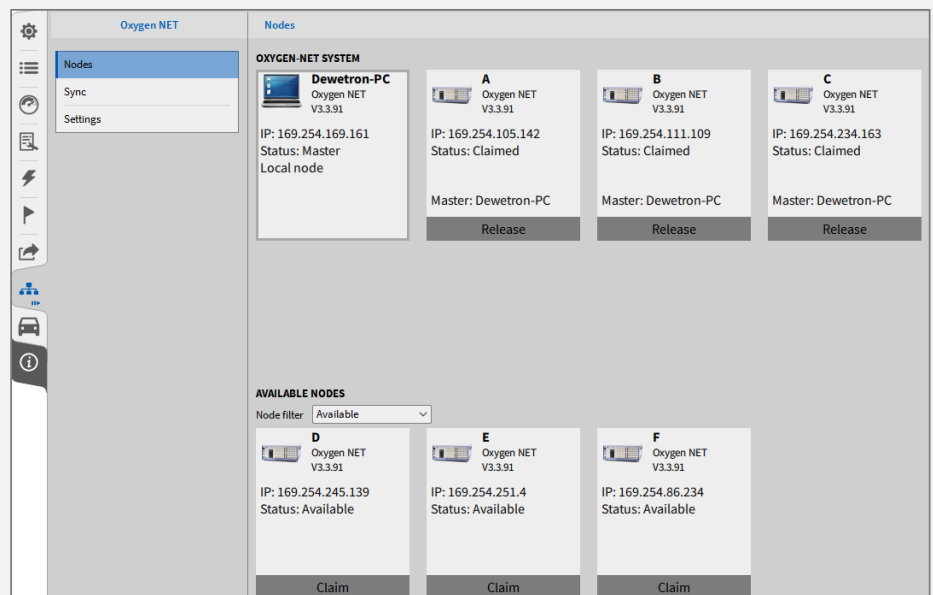 Oxygen NET
Nodes
Nodes
Sync
Settings
OXYGEN-NET SYSTEM
Dewetron-PC
Oxygen NET
V3.3.91
IP: 169.254.169.161
Status: Master
Local node
A
Oxygen NET
V3.3.91
IP: 169.254.105.142
Status: Claimed
Master: Dewetron-PC
Release
B
Oxygen NET
V3.3.91
IP: 169.254.111.109
Status: Claimed
Master: Dewetron-PC
Release
C
Oxygen NET
V3.3.91
IP: 169.254.234.163
Status: Claimed
Master: Dewetron-PC
Release
AVAILABLE NODES
Node filter Available
D
Oxygen NET
V3.3.91
IP: 169.254.245.139
Status: Available
Claim
E
Oxygen NET
V3.3.91
IP: 169.254.251.4
Status: Available
Claim
F
Oxygen NET
V3.3.91
IP: 169.254.86.234
Status: Available
Claim